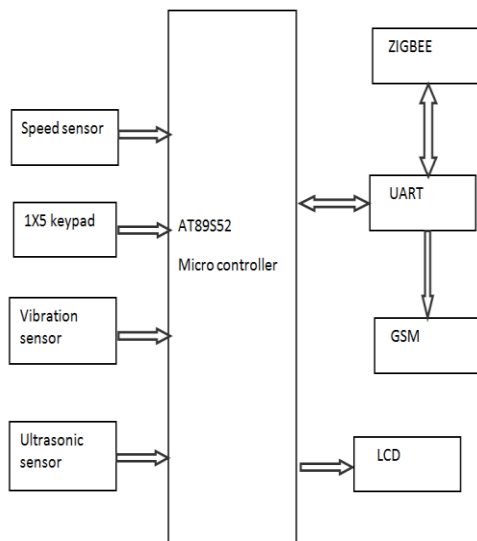 ZIGBEE
Speed sensor
UART
1X5 keypad
AT89S52
Micro controller
Vibration
sensor
GSM
Ultrasonic
sensor
LCD